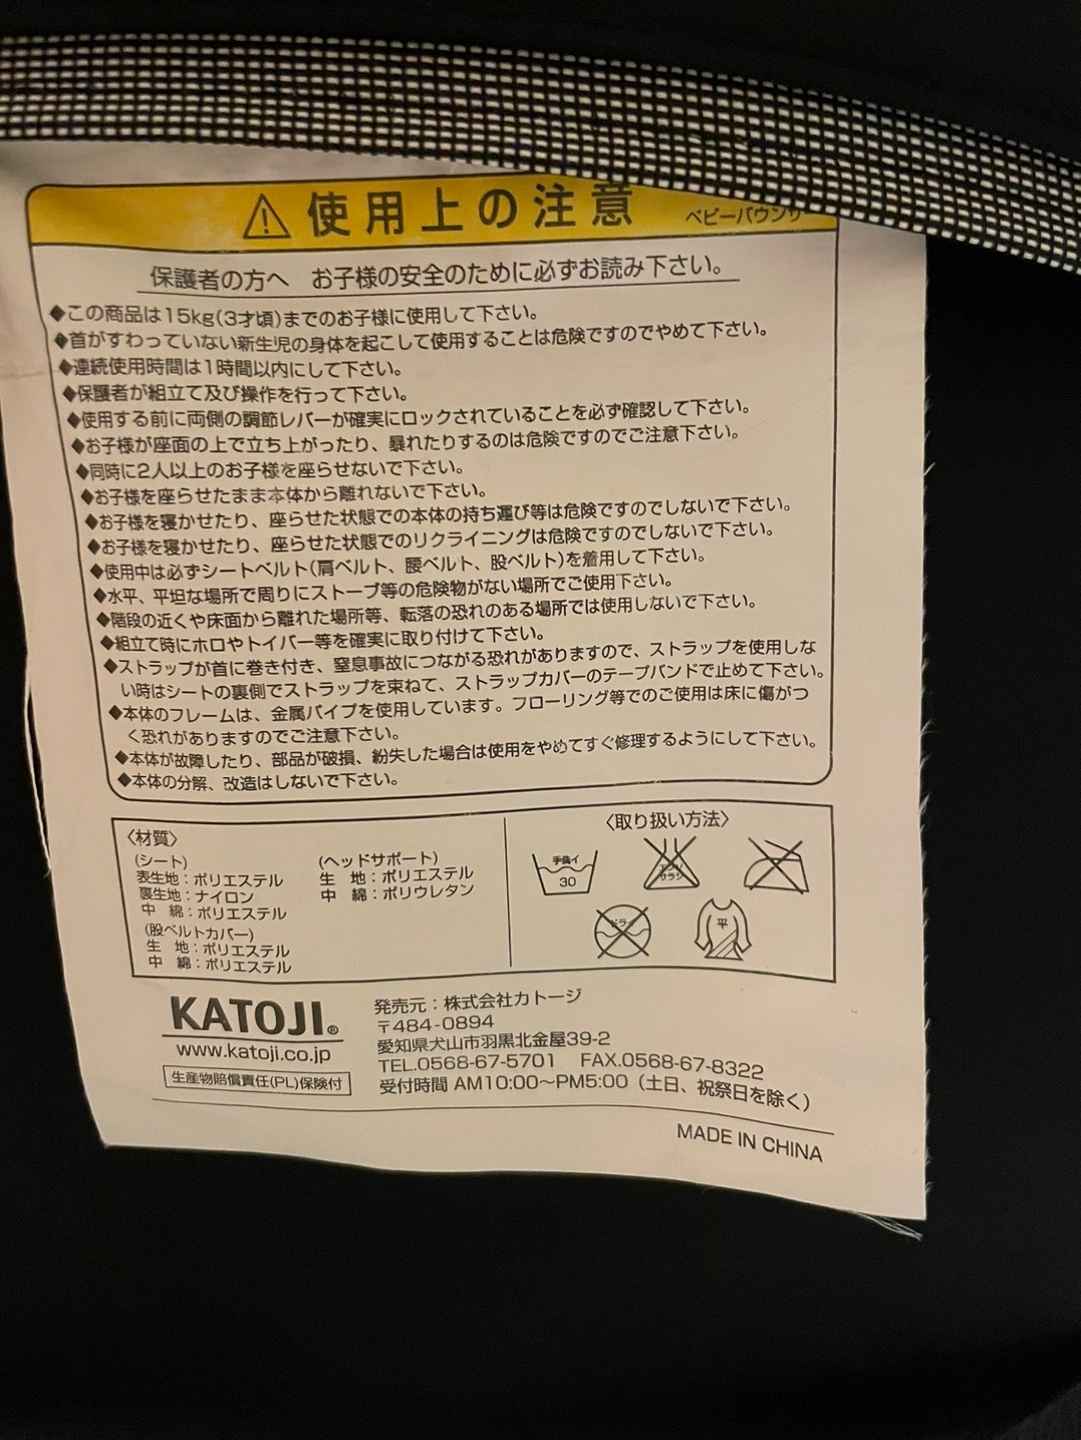 使用上の注意 ベビーバウンサ
保護者の方へ お子様の安全のために必ずお読み下さい。
◆この商品は15kg(3才頃)までのお子様に使用して下さい。
◆首がすわっていない新生児の身体を起こして使用することは危険ですのでやめて下さい。
◆連続使用時間は1時間以内にして下さい。
◆保護者が組立て及び操作を行って下さい。
◆使用する前に両側の調節レバーが確実にロックされていることを必ず確認して下さい。
◆お子様が座面の上で立ち上がったり、暴れたりするのは危険ですのでご注意下さい。
◆同時に2人以上のお子様を座らせないで下さい。
◆お子様を座らせたまま本体から離れないで下さい。
◆お子様を寝かせたり、座らせた状態での本体の持ち運び等は危険ですのでしないで下さい。
◆お子様を寝かせたり、座らせた状態でのリクライニングは危険ですのでしないで下さい。
◆使用中は必ずシートベルト(肩ベルト、腰ベルト、股ベルト)を着用して下さい。
◆水平、平坦な場所で周りにストーブ等の危険物がない場所でご使用下さい。
◆階段の近くや床面から離れた場所等、転落の恐れのある場所では使用しないで下さい。
◆組立て時にホロやトイバー等を確実に取り付けて下さい。
◆ストラップが首に巻き付き、窒息事故につながる恐れがありますので、ストラップを使用しな
い時はシートの裏側でストラップを束ねて、ストラップカバーのテープバンドで止めて下さい。
◆本体のフレームは、金属パイプを使用しています。フローリング等でのご使用は床に傷がつ
く恐れがありますのでご注意下さい。
◆本体が故障したり、部品が破損、紛失した場合は使用をやめてすぐ修理するようにして下さい。
◆本体の分解、改造はしないで下さい。
〈材質〉
(シート)
表生地：ポリエステル
裏生地：ナイロン
中 綿：ポリエステル
(股ベルトカバー)
生 地：ポリエステル
中 綿：ポリエステル
(ヘッドサポート)
生 地：ポリエステル
中 綿：ポリウレタン
〈取り扱い方法〉
手洗イ
30
エンソ
サラシ
ドライ
平
KATOJI®
www.katoji.co.jp
生産物賠償責任(PL)保険付
発売元：株式会社カトージ
〒484-0894
愛知県犬山市羽黒北金屋39-2
TEL.0568-67-5701 FAX.0568-67-8322
受付時間 AM10:00～PM5:00（土日、祝祭日を除く）
MADE IN CHINA